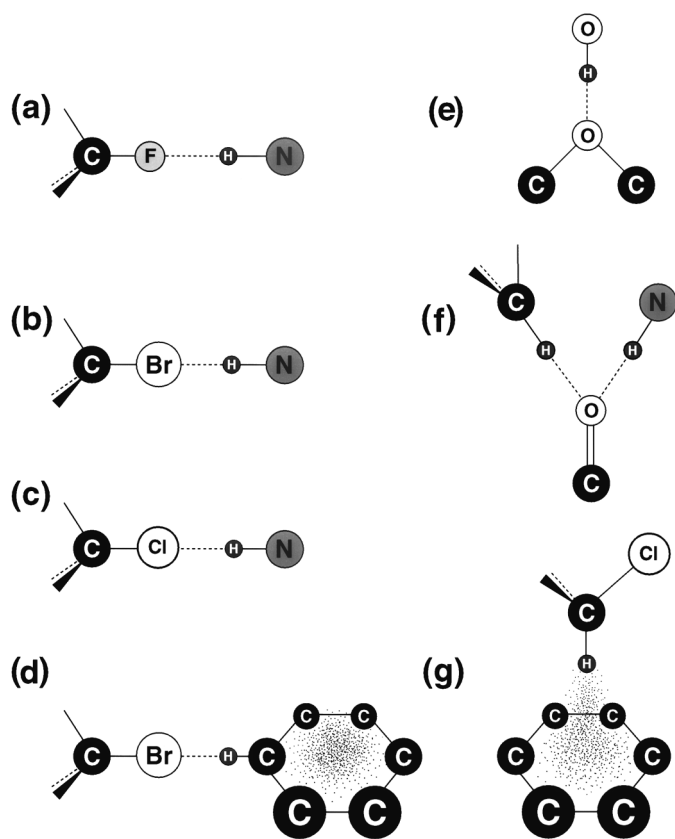 (a)
C F H N
(b)
C Br H N
(c)
C Cl H N
(d)
C Br H C C C C C C
(e)
O
H
O
C C
(f)
C N
H H
O
C
(g)
Cl
C
H
C C
C C
C C